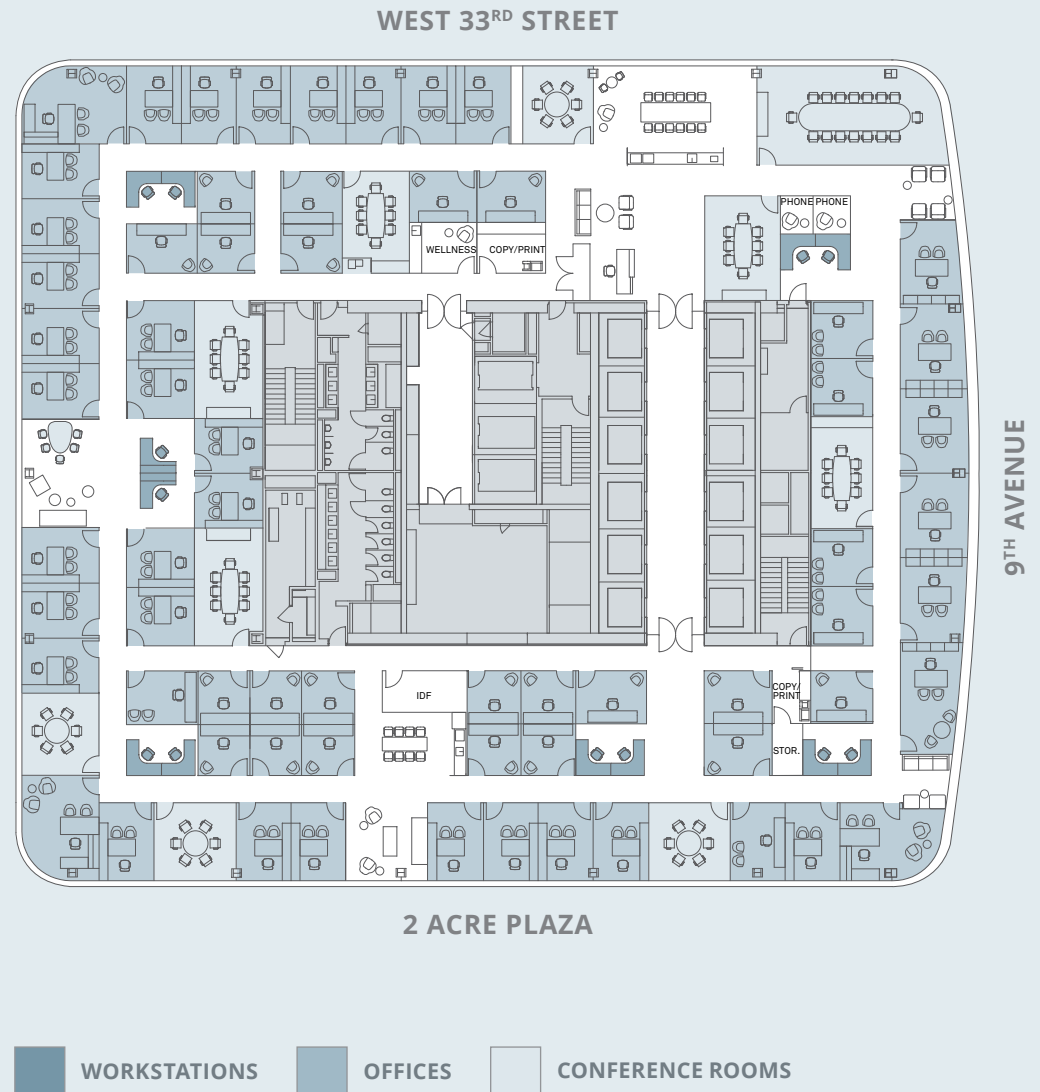 WEST 33RD STREET
PHONE PHONE
WELLNESS COPY/PRINT
9TH AVENUE
IDF
COPY/
PRINT
STOR.
2 ACRE PLAZA
WORKSTATIONS OFFICES CONFERENCE ROOMS